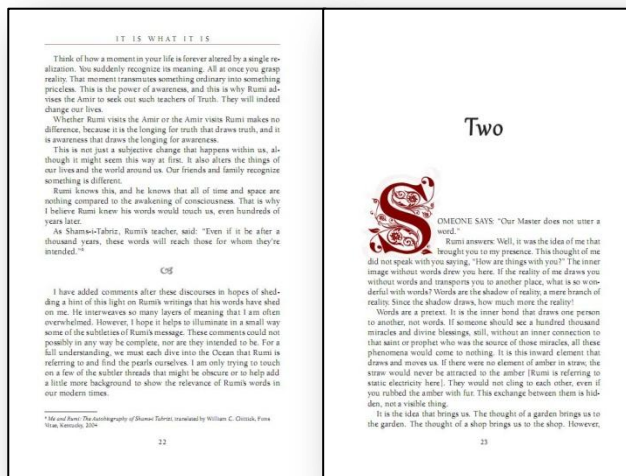 IT IS WHAT IT IS
Think of how a moment in your life is forever altered by a single re-
alization. You suddenly recognize its meaning. All at once you grasp
reality. That moment transmutes something ordinary into something
priceless. This is the power of awareness, and this is why Rumi ad-
vises the Amir to seek out such teachers of Truth. They will indeed
change our lives.
Whether Rumi visits the Amir or the Amir visits Rumi makes no
difference, because it is the longing for truth that draws truth, and it
is awareness that draws the longing for awareness.
This is not just a subjective change that happens within us, al-
though it might seem this way at first. It also alters the things of
our lives and the world around us. Our friends and family recognize
something is different.
Rumi knows this, and he knows that all of time and space are
nothing compared to the awakening of consciousness. That is why
I believe Rumi knew his words would touch us, even hundreds of
years later.
As Shams-i-Tabriz, Rumi's teacher, said: "Even if it be after a
thousand years, these words will reach those for whom they're
intended."⁶
I have added comments after these discourses in hopes of shed-
ding a hint of this light on Rumi's writings that his words have shed
on me. He interweaves so many layers of meaning that I am often
overwhelmed. However, I hope it helps to illuminate in a small way
some of the subtleties of Rumi's message. These comments could not
possibly in any way be complete, nor are they intended to be. For a
full understanding, we must each dive into the Ocean that Rumi is
referring to and find the pearls ourselves. I am only trying to touch
on a few of the subtler threads that might be obscure or to help add
a little more background to show the relevance of Rumi's words in
our modern times.
Me and Rumi: The Autobiography of Shams-i Tabrizi, translated by William C. Chittick, Fons
Vitae, Kentucky, 2004
22
Two
SOMEONE SAYS: "Our Master does not utter a
word."
Rumi answers: Well, it was the idea of me that
brought you to my presence. This thought of me
did not speak with you saying, "How are things with you?" The inner
image without words drew you here. If the reality of me draws you
without words and transports you to another place, what is so won-
derful with words? Words are the shadow of reality, a mere branch of
reality. Since the shadow draws, how much more the reality!
Words are a pretext. It is the inner bond that draws one person
to another, not words. If someone should see a hundred thousand
miracles and divine blessings, still, without an inner connection to
that saint or prophet who was the source of those miracles, all these
phenomena would come to nothing. It is this inward element that
draws and moves us. If there were no element of amber in straw, the
straw would never be attracted to the amber [Rumi is referring to
static electricity here]. They would not cling to each other, even if
you rubbed the amber with fur. This exchange between them is hid-
den, not a visible thing.
It is the idea that brings us. The thought of a garden brings us to
the garden. The thought of a shop brings us to the shop. However,
23